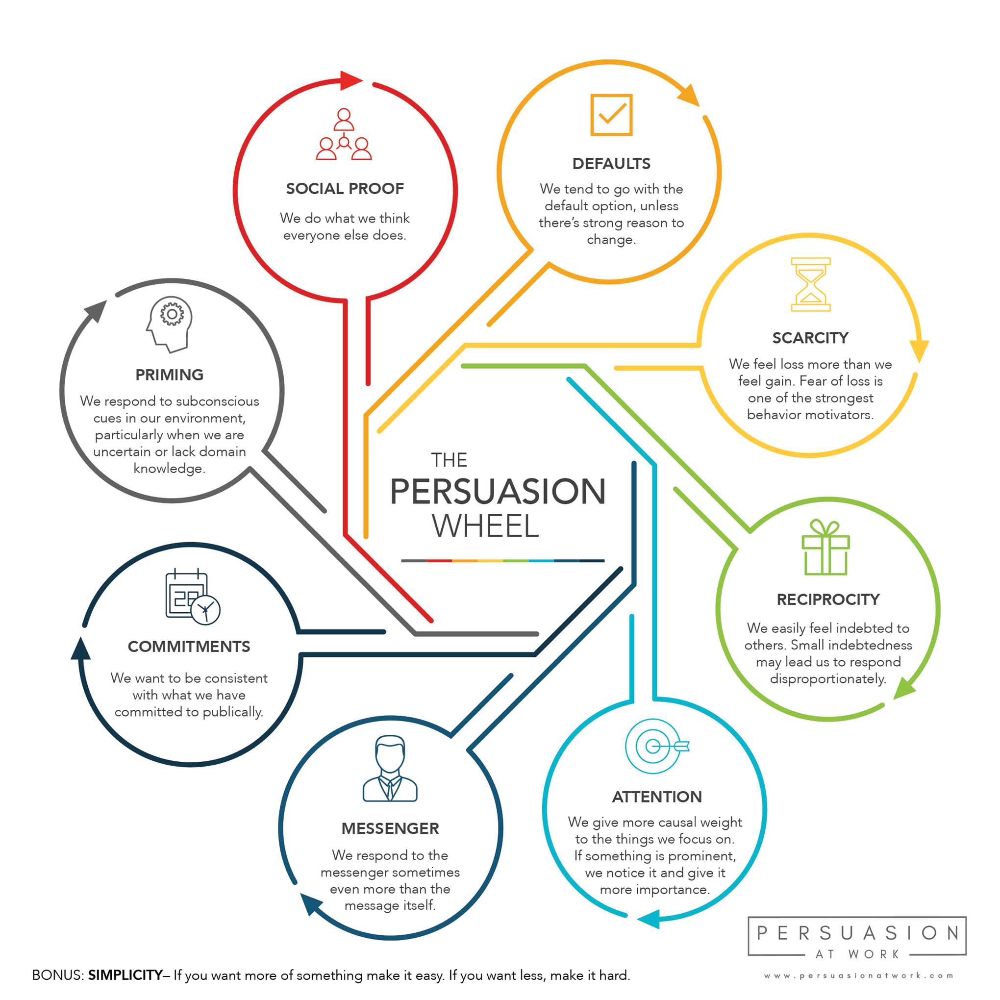 SOCIAL PROOF
We do what we think
everyone else does.
DEFAULTS
We tend to go with the
default option, unless
there’s strong reason to
change.
SCARCITY
We feel loss more than we
feel gain. Fear of loss is
one of the strongest
behavior motivators.
PRIMING
We respond to subconscious
cues in our environment,
particularly when we are
uncertain or lack domain
knowledge.
THE
PERSUASION
WHEEL
RECIPROCITY
We easily feel indebted to
others. Small indebtedness
may lead us to respond
disproportionately.
COMMITMENTS
We want to be consistent
with what we have
committed to publically.
ATTENTION
We give more causal weight
to the things we focus on.
If something is prominent,
we notice it and give it
more importance.
MESSENGER
We respond to the
messenger sometimes
even more than the
message itself.
PERSUASION
AT WORK
www.persuasionatwork.com
BONUS: SIMPLICITY– If you want more of something make it easy. If you want less, make it hard.